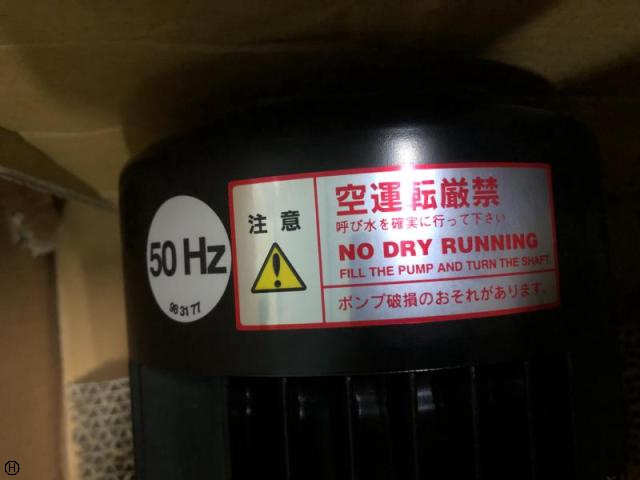 50 Hz
96 3177
注意
空運転厳禁
呼び水を確実に行って下さい
NO DRY RUNNING
FILL THE PUMP AND TURN THE SHAFT.
ポンプ破損のおそれがあります。
H